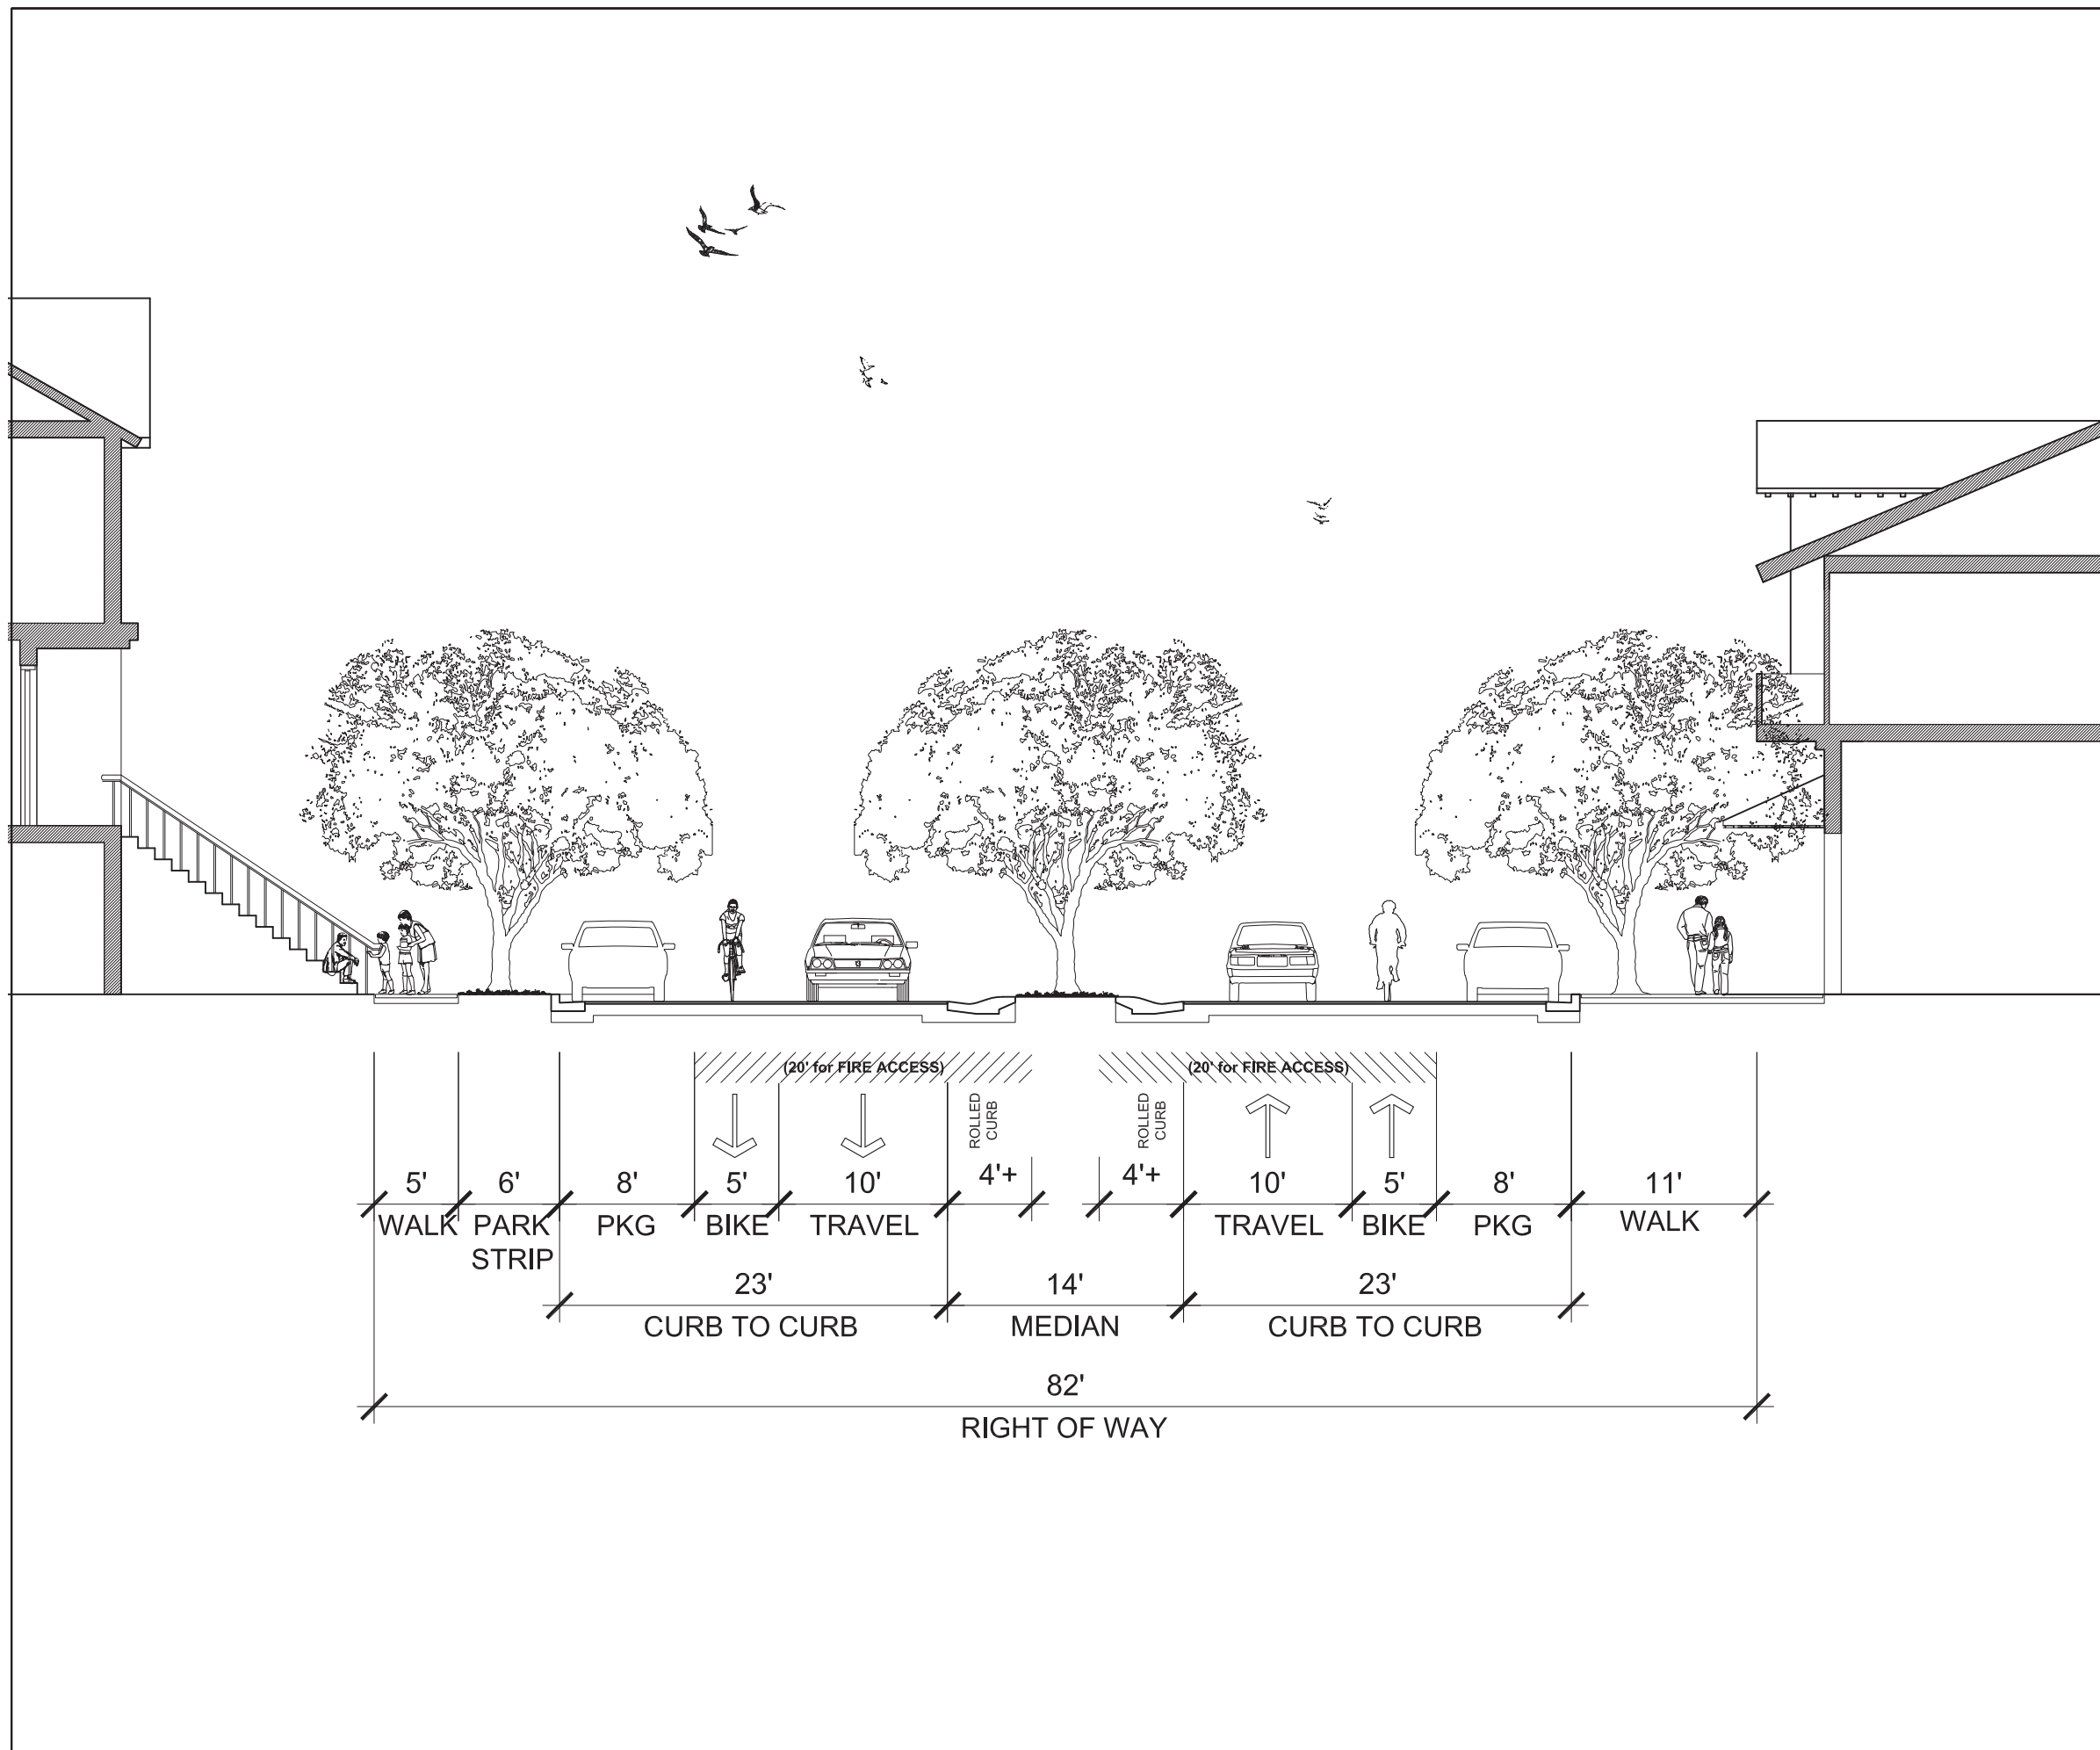 (20' for FIRE ACCESS) (20' for FIRE ACCESS)
ROLLED
CURB
ROLLED
CURB
5' 6' 8' 5' 10' 4'+ 4'+ 10' 5' 8' 11'
WALK PARK PKG BIKE TRAVEL TRAVEL BIKE PKG WALK
STRIP
23' 14' 23'
CURB TO CURB MEDIAN CURB TO CURB
82'
RIGHT OF WAY